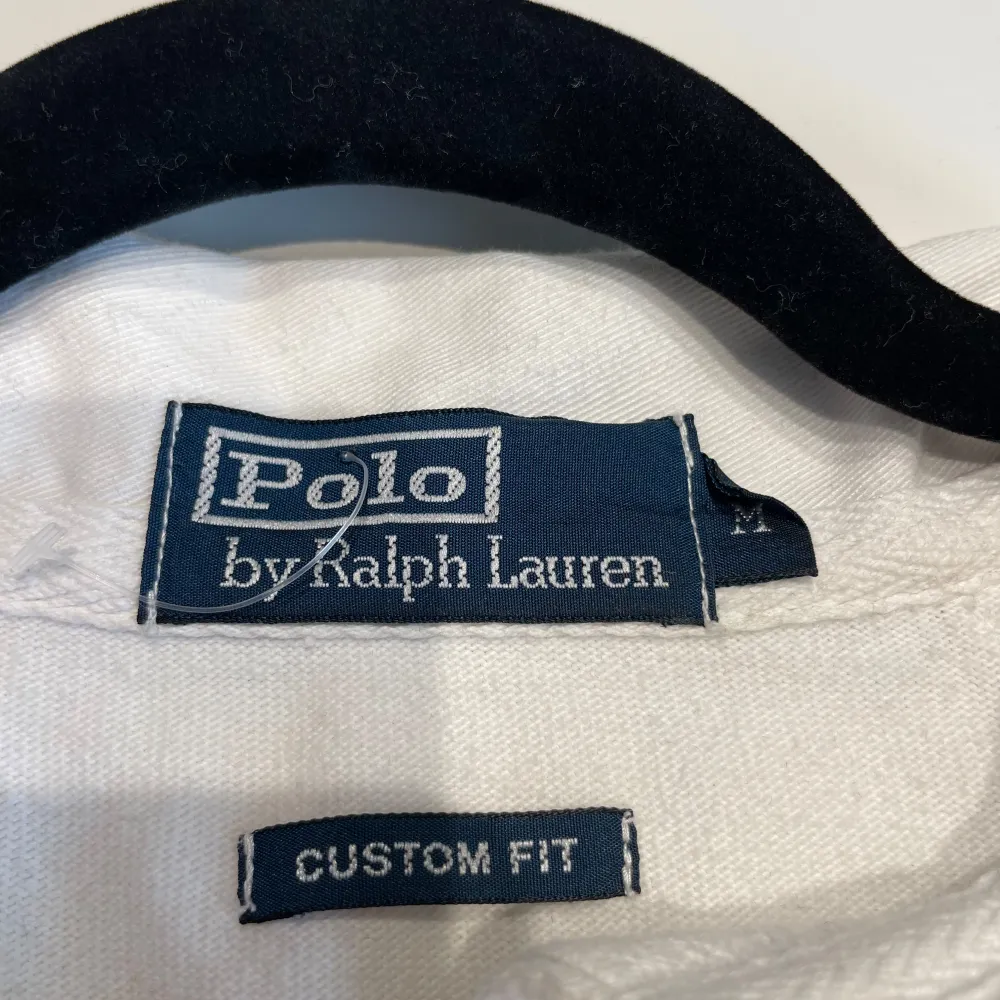 Polo
by Ralph Lauren
M
CUSTOM FIT